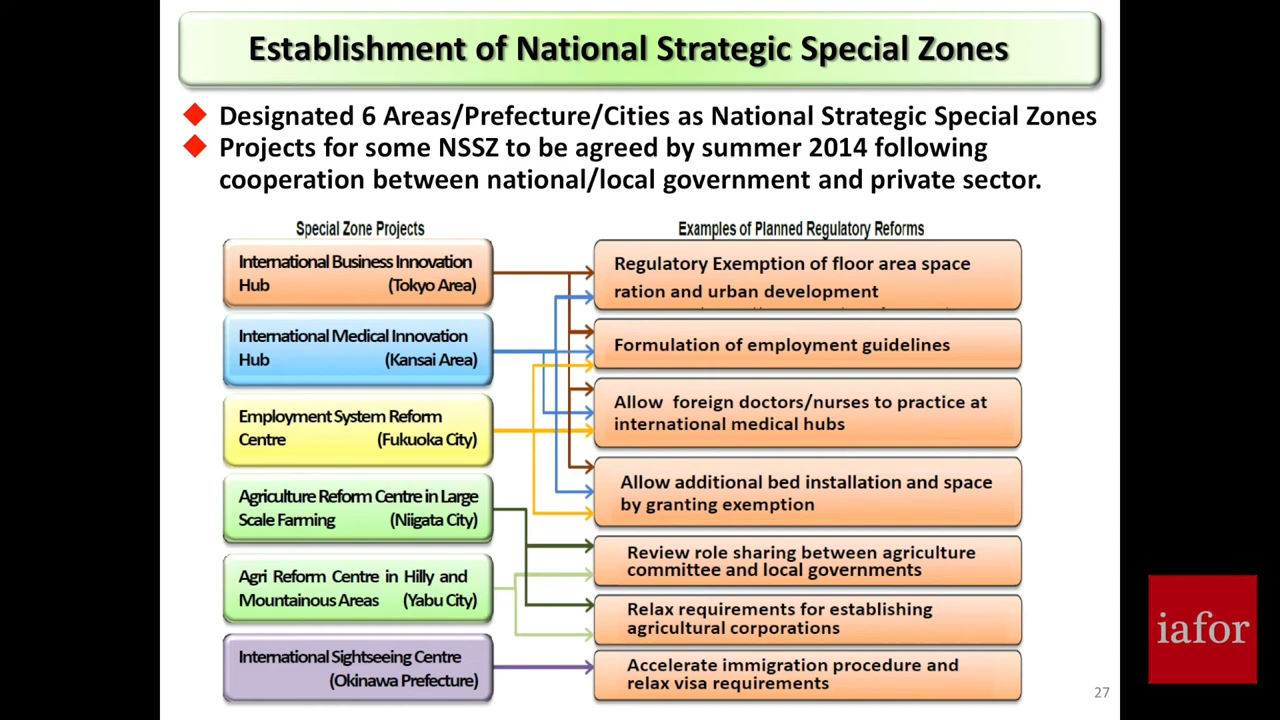 Establishment of National Strategic Special Zones
Designated 6 Areas/Prefecture/Cities as National Strategic Special Zones
Projects for some NSSZ to be agreed by summer 2014 following
cooperation between national/local government and private sector.
Special Zone Projects
International Business Innovation
Hub (Tokyo Area)
International Medical Innovation
Hub (Kansai Area)
Employment System Reform
Centre (Fukuoka City)
Agriculture Reform Centre in Large
Scale Farming (Niigata City)
Agri Reform Centre in Hilly and
Mountainous Areas (Yabu City)
International Sightseeing Centre
(Okinawa Prefecture)
Examples of Planned Regulatory Reforms
Regulatory Exemption of floor area space
ration and urban development
Formulation of employment guidelines
Allow foreign doctors/nurses to practice at
international medical hubs
Allow additional bed installation and space
by granting exemption
Review role sharing between agriculture
committee and local governments
Relax requirements for establishing
agricultural corporations
Accelerate immigration procedure and
relax visa requirements
27
iafor